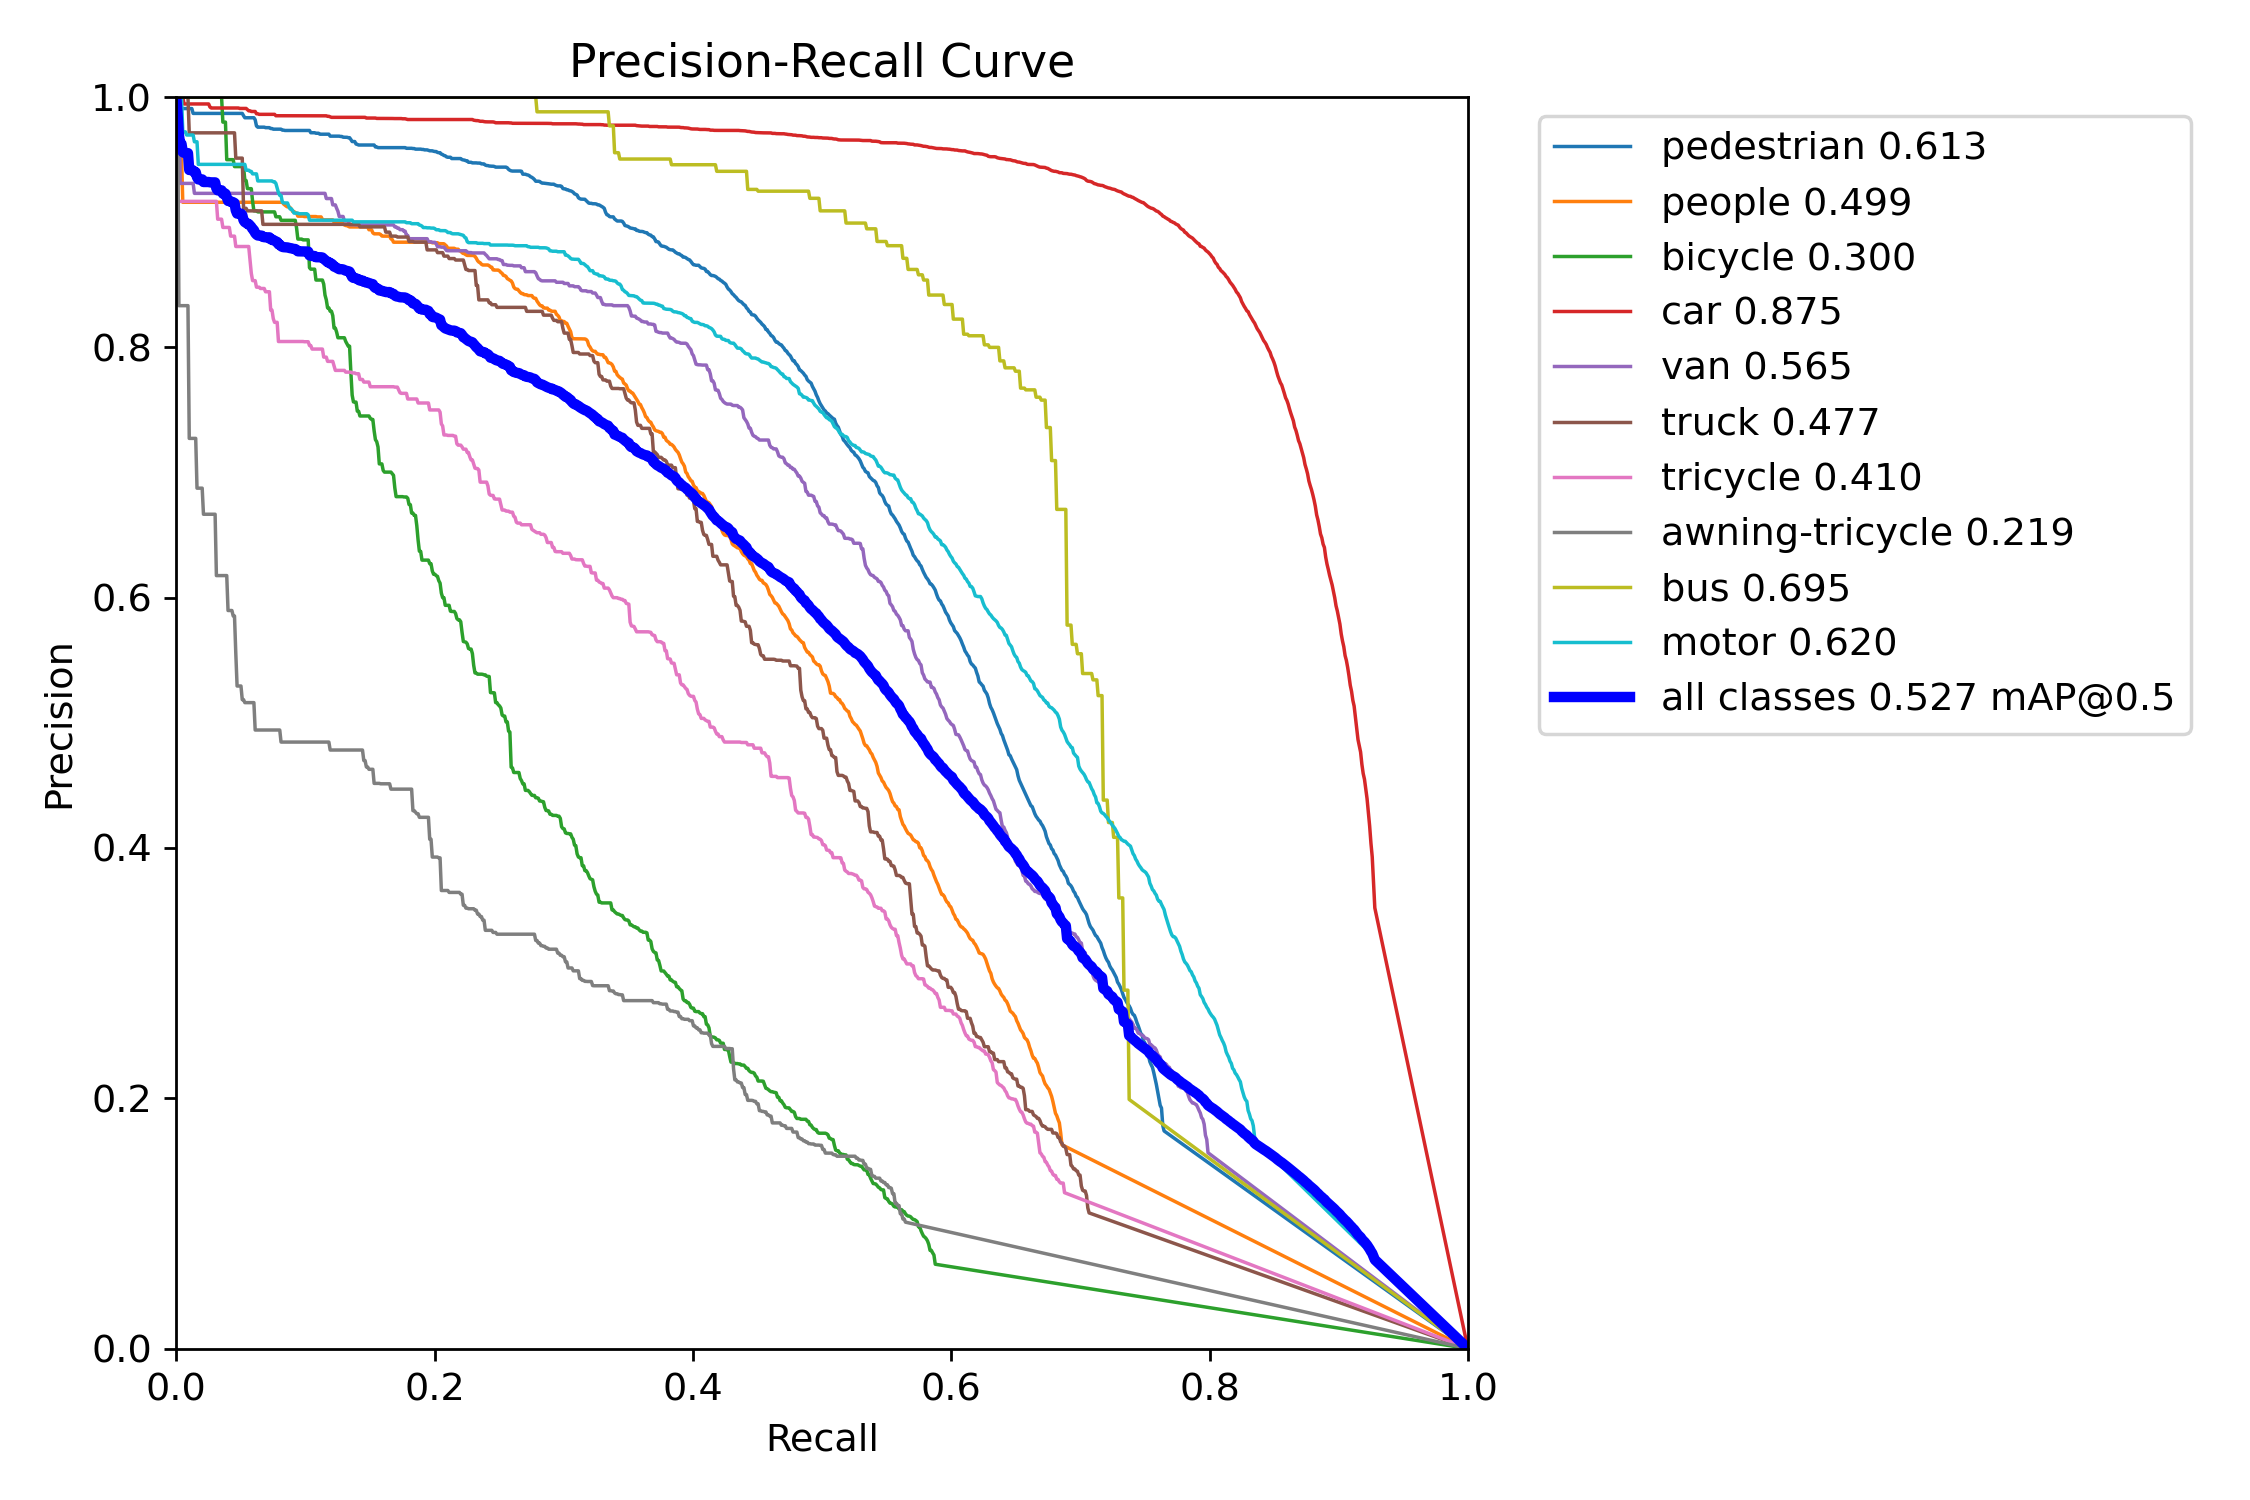 Precision-Recall Curve
1.0
0.8
0.6
0.4
0.2
0.0
Precision
0.0 0.2 0.4 0.6 0.8 1.0
Recall
pedestrian 0.613
people 0.499
bicycle 0.300
car 0.875
van 0.565
truck 0.477
tricycle 0.410
awning-tricycle 0.219
bus 0.695
motor 0.620
all classes 0.527 mAP@0.5